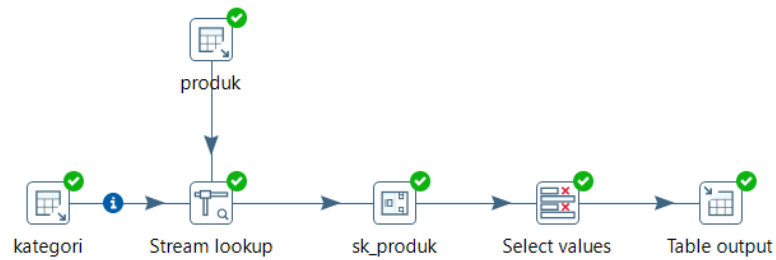 produk
kategori
Stream lookup
sk_produk
Select values
Table output